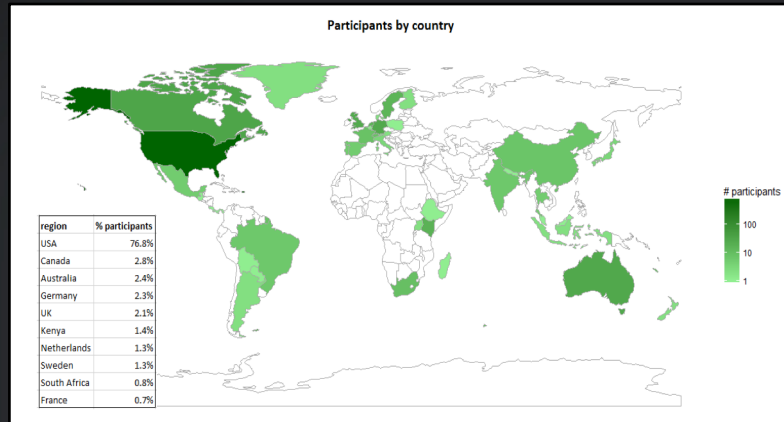 Participants by country
region % participants
USA 76.8%
Canada 2.8%
Australia 2.4%
Germany 2.3%
UK 2.1%
Kenya 1.4%
Netherlands 1.3%
Sweden 1.3%
South Africa 0.8%
France 0.7%
# participants
100
10
1